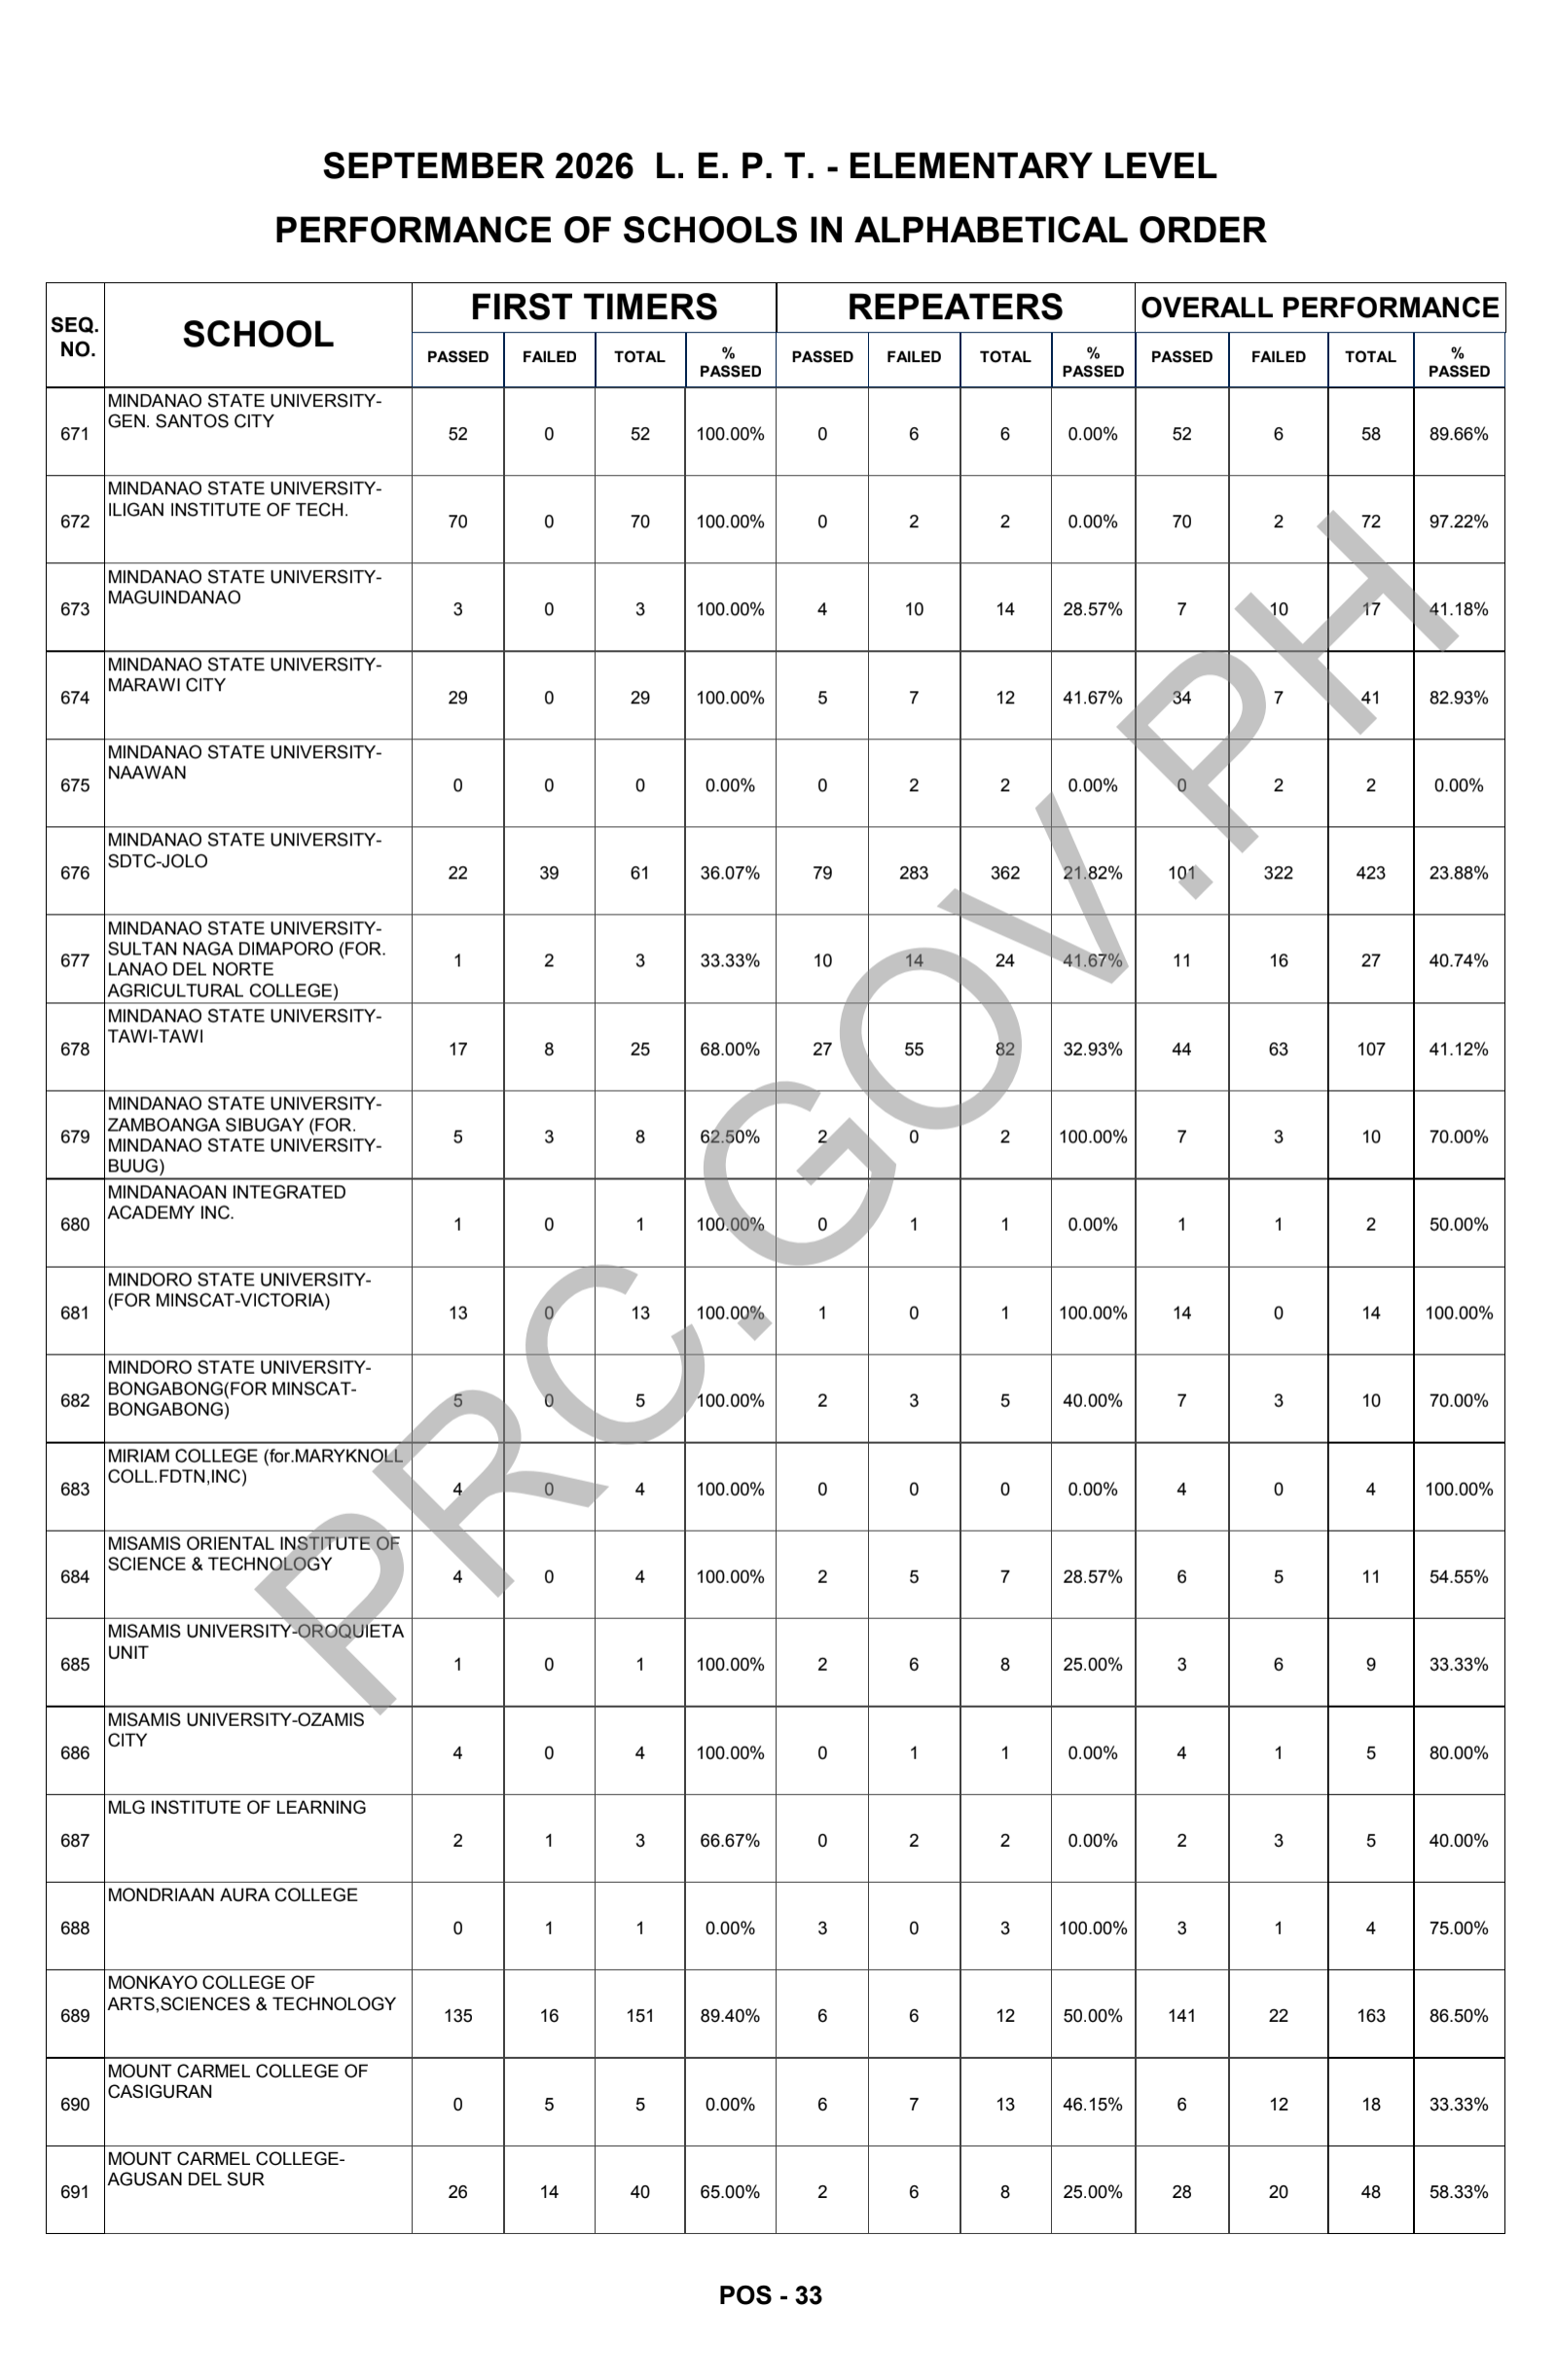 SEPTEMBER 2026 L. E. P. T. - ELEMENTARY LEVEL
PERFORMANCE OF SCHOOLS IN ALPHABETICAL ORDER
SEQ. NO. SCHOOL FIRST TIMERS REPEATERS OVERALL PERFORMANCE
PASSED FAILED TOTAL % PASSED PASSED FAILED TOTAL % PASSED PASSED FAILED TOTAL % PASSED
MINDANAO STATE UNIVERSITY-
GEN. SANTOS CITY
671 52 0 52 100.00% 0 6 6 0.00% 52 6 58 89.66%
MINDANAO STATE UNIVERSITY-
ILIGAN INSTITUTE OF TECH.
672 70 0 70 100.00% 0 2 2 0.00% 70 2 72 97.22%
MINDANAO STATE UNIVERSITY-
MAGUINDANAO
673 3 0 3 100.00% 4 10 14 28.57% 7 10 17 41.18%
MINDANAO STATE UNIVERSITY-
MARAWI CITY
674 29 0 29 100.00% 5 7 12 41.67% 34 7 41 82.93%
MINDANAO STATE UNIVERSITY-
NAAWAN
675 0 0 0 0.00% 0 2 2 0.00% 0 2 2 0.00%
MINDANAO STATE UNIVERSITY-
SDTC-JOLO
676 22 39 61 36.07% 79 283 362 21.82% 101 322 423 23.88%
MINDANAO STATE UNIVERSITY-
SULTAN NAGA DIMAPORO (FOR.
LANAO DEL NORTE
AGRICULTURAL COLLEGE)
677 1 2 3 33.33% 10 14 24 41.67% 11 16 27 40.74%
MINDANAO STATE UNIVERSITY-
TAWI-TAWI
678 17 8 25 68.00% 27 55 82 32.93% 44 63 107 41.12%
MINDANAO STATE UNIVERSITY-
ZAMBOANGA SIBUGAY (FOR.
MINDANAO STATE UNIVERSITY-
BUUG)
679 5 3 8 62.50% 2 0 2 100.00% 7 3 10 70.00%
MINDANAOAN INTEGRATED
ACADEMY INC.
680 1 0 1 100.00% 0 1 1 0.00% 1 1 2 50.00%
MINDORO STATE UNIVERSITY-
(FOR MINSCAT-VICTORIA)
681 13 0 13 100.00% 1 0 1 100.00% 14 0 14 100.00%
MINDORO STATE UNIVERSITY-
BONGABONG(FOR MINSCAT-
BONGABONG)
682 5 0 5 100.00% 2 3 5 40.00% 7 3 10 70.00%
MIRIAM COLLEGE (for.MARYKNOLL
COLL.FDTN,INC)
683 4 0 4 100.00% 0 0 0 0.00% 4 0 4 100.00%
MISAMIS ORIENTAL INSTITUTE OF
SCIENCE & TECHNOLOGY
684 4 0 4 100.00% 2 5 7 28.57% 6 5 11 54.55%
MISAMIS UNIVERSITY-OROQUIETA
UNIT
685 1 0 1 100.00% 2 6 8 25.00% 3 6 9 33.33%
MISAMIS UNIVERSITY-OZAMIS
CITY
686 4 0 4 100.00% 0 1 1 0.00% 4 1 5 80.00%
MLG INSTITUTE OF LEARNING
687 2 1 3 66.67% 0 2 2 0.00% 2 3 5 40.00%
MONDRIAAN AURA COLLEGE
688 0 1 1 0.00% 3 0 3 100.00% 3 1 4 75.00%
MONKAYO COLLEGE OF
ARTS,SCIENCES & TECHNOLOGY
689 135 16 151 89.40% 6 6 12 50.00% 141 22 163 86.50%
MOUNT CARMEL COLLEGE OF
CASIGURAN
690 0 5 5 0.00% 6 7 13 46.15% 6 12 18 33.33%
MOUNT CARMEL COLLEGE-
AGUSAN DEL SUR
691 26 14 40 65.00% 2 6 8 25.00% 28 20 48 58.33%
PRC.GOV.PH
POS - 33